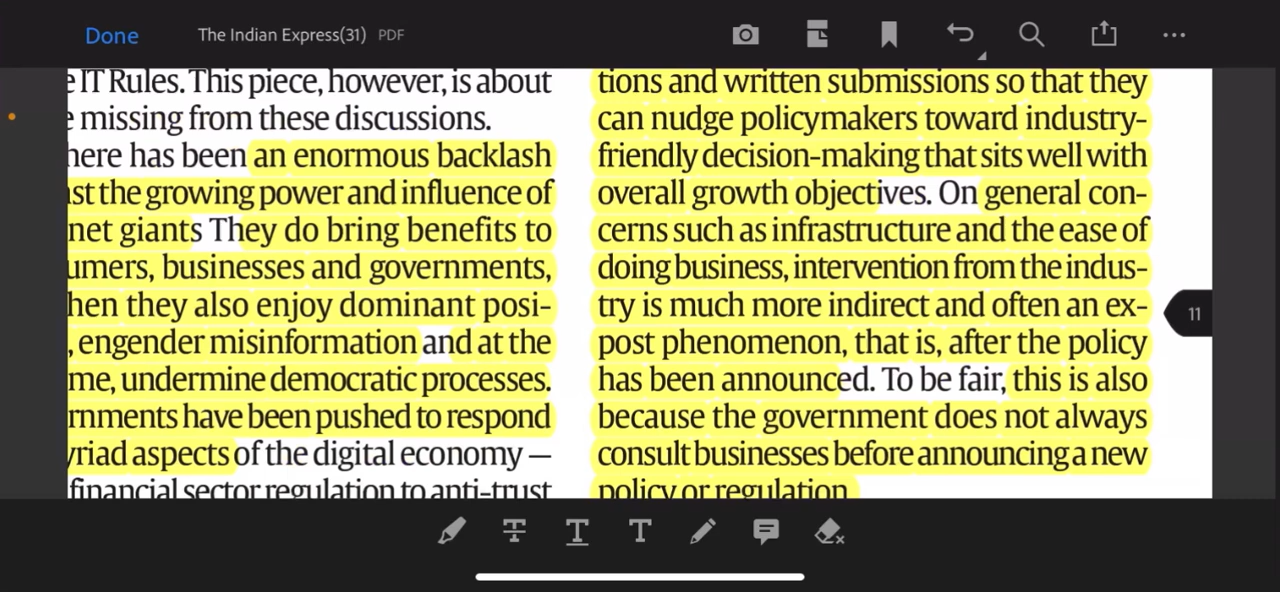 Done The Indian Express(31) PDF
e IT Rules. This piece, however, is about
e missing from these discussions.
here has been an enormous backlash
st the growing power and influence of
net giants They do bring benefits to
umers, businesses and governments,
hen they also enjoy dominant posi-
, engender misinformation and at the
me, undermine democratic processes.
rnments have been pushed to respond
yriad aspects of the digital economy —
financial sector regulation to anti-trust
tions and written submissions so that they
can nudge policymakers toward industry-
friendly decision-making that sits well with
overall growth objectives. On general con-
cerns such as infrastructure and the ease of
doing business, intervention from the indus-
try is much more indirect and often an ex-
post phenomenon, that is, after the policy
has been announced. To be fair, this is also
because the government does not always
consult businesses before announcing a new
policy or regulation.
11